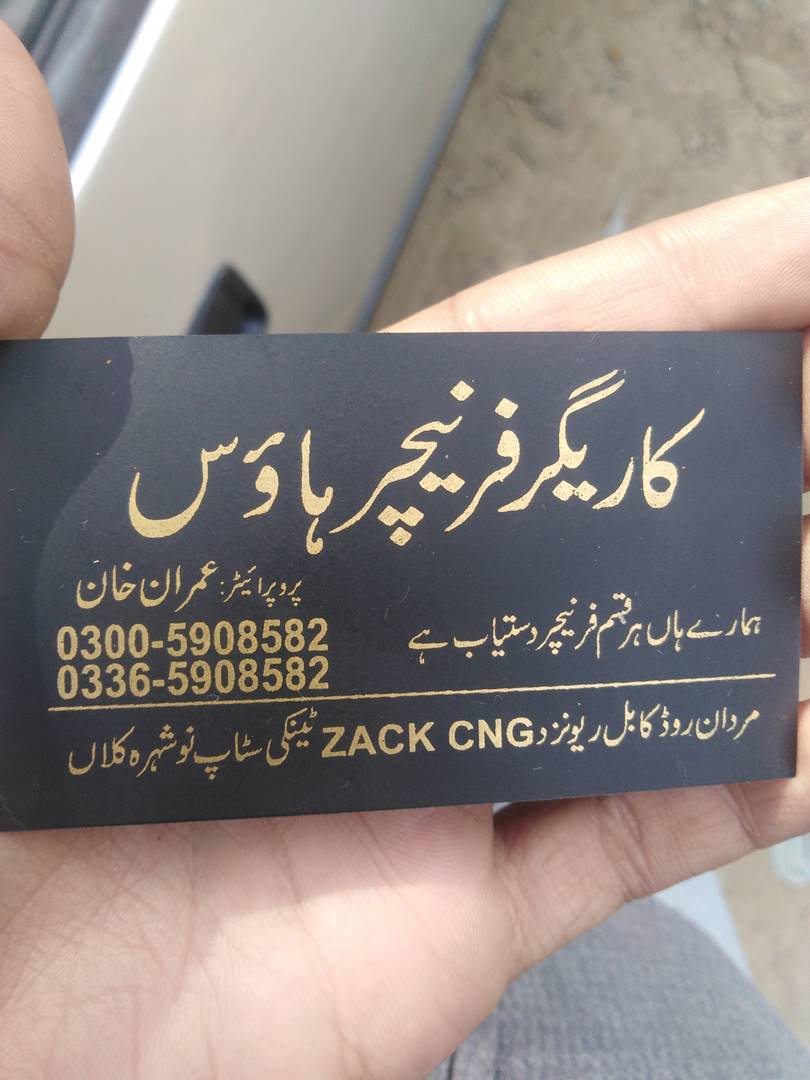 کاریگر فرنیچر ہاؤس
پروپرائیٹر: عمران خان
0300-5908582
0336-5908582
ہمارے ہاں ہر قسم فرنیچر دستیاب ہے
مردان روڈ کابل ریونزد ZACK CNG ٹینکی سٹاپ نوشہرہ کلاں